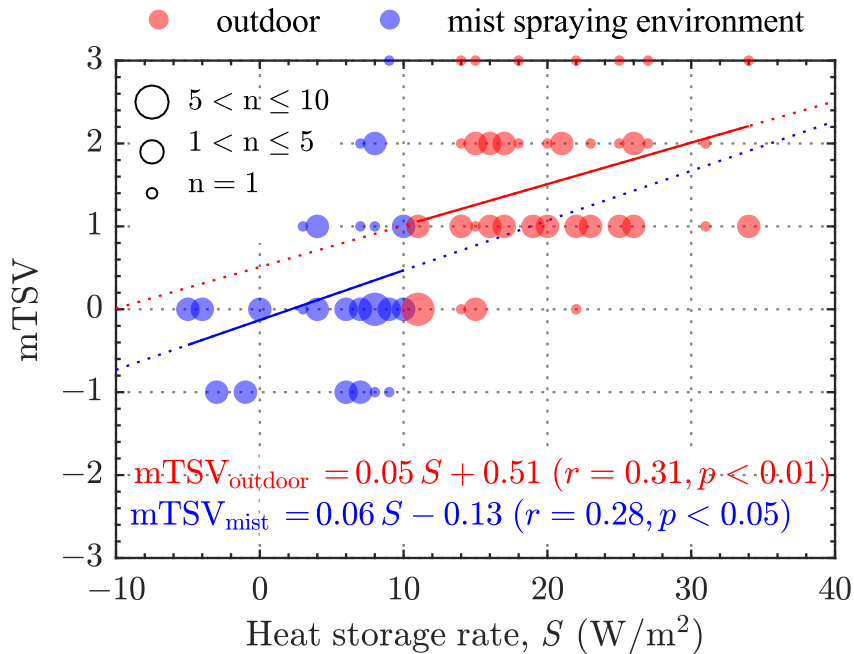 outdoor mist spraying environment
3
5 < n ≤ 10
1 < n ≤ 5
2
n = 1
1
mTSV
0
−1
−2
mTSV_outdoor = 0.05 S + 0.51 (r = 0.31, p < 0.01)
mTSV_mist = 0.06 S − 0.13 (r = 0.28, p < 0.05)
−3
−10 0 10 20 30 40
Heat storage rate, S (W/m²)